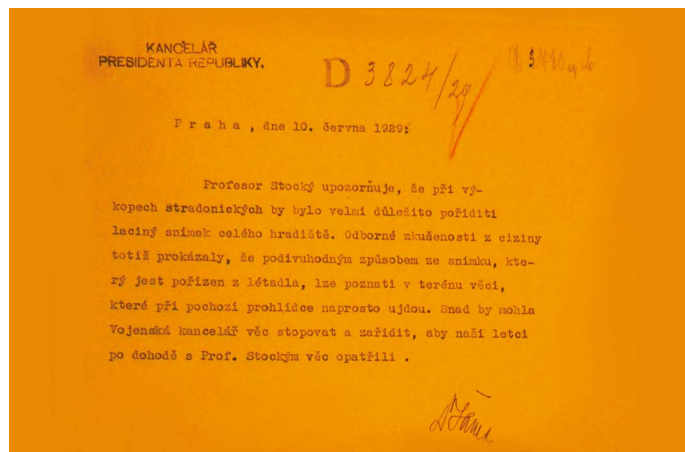 KANCELÁŘ
PRESIDENTA REPUBLIKY.
D 3824/29
Praha, dne 10. června 1929:
Profesor Stocký upozorňuje, že při vý-
kopech stradonických by bylo velmi důležito poříditi
laciný snímek celého hradiště. Odborné zkušenosti z ciziny
totiž prokázaly, že podivuhodným způsobem ze snímku, kte-
rý jest pořízen z létadla, lze poznati v terénu věci,
které při pochozí prohlídce naprosto ujdou. Snad by mohla
Vojenská kancelář věc stopovat a zařídit, aby naši letci
po dohodě s Prof. Stockým věc opatřili .